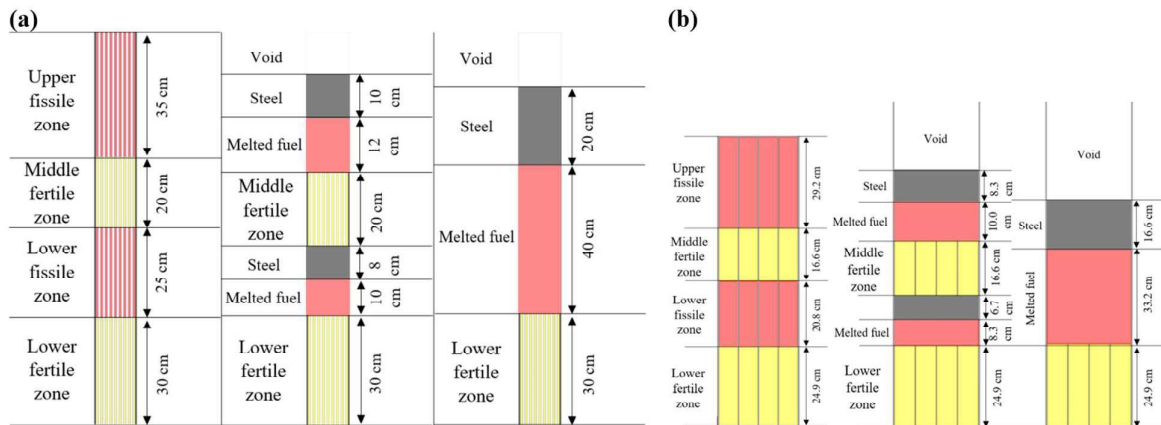 (a)
Upper
fissile
zone
35 cm
Middle
fertile
zone
20 cm
Lower
fissile
zone
25 cm
Lower
fertile
zone
30 cm
Void
Steel
10
cm
Melted fuel
12
cm
Middle
fertile
zone
20 cm
Steel
8
cm
Melted fuel
10
cm
Lower
fertile
zone
30 cm
Void
Steel
20 cm
Melted fuel
40 cm
Lower
fertile
zone
30 cm
(b)
Upper
fissile
zone
29.2 cm
Middle
fertile
zone
16.6cm
Lower
fissile
zone
20.8 cm
Lower
fertile
zone
24.9 cm
Void
Steel
8.3
cm
Melted fuel
10.0
cm
Middle
fertile
zone
16.6 cm
Steel
6.7
cm
Melted fuel
8.3
cm
Lower
fertile
zone
24.9 cm
Void
Steel
16.6 cm
Melted fuel
33.2 cm
24.9 cm